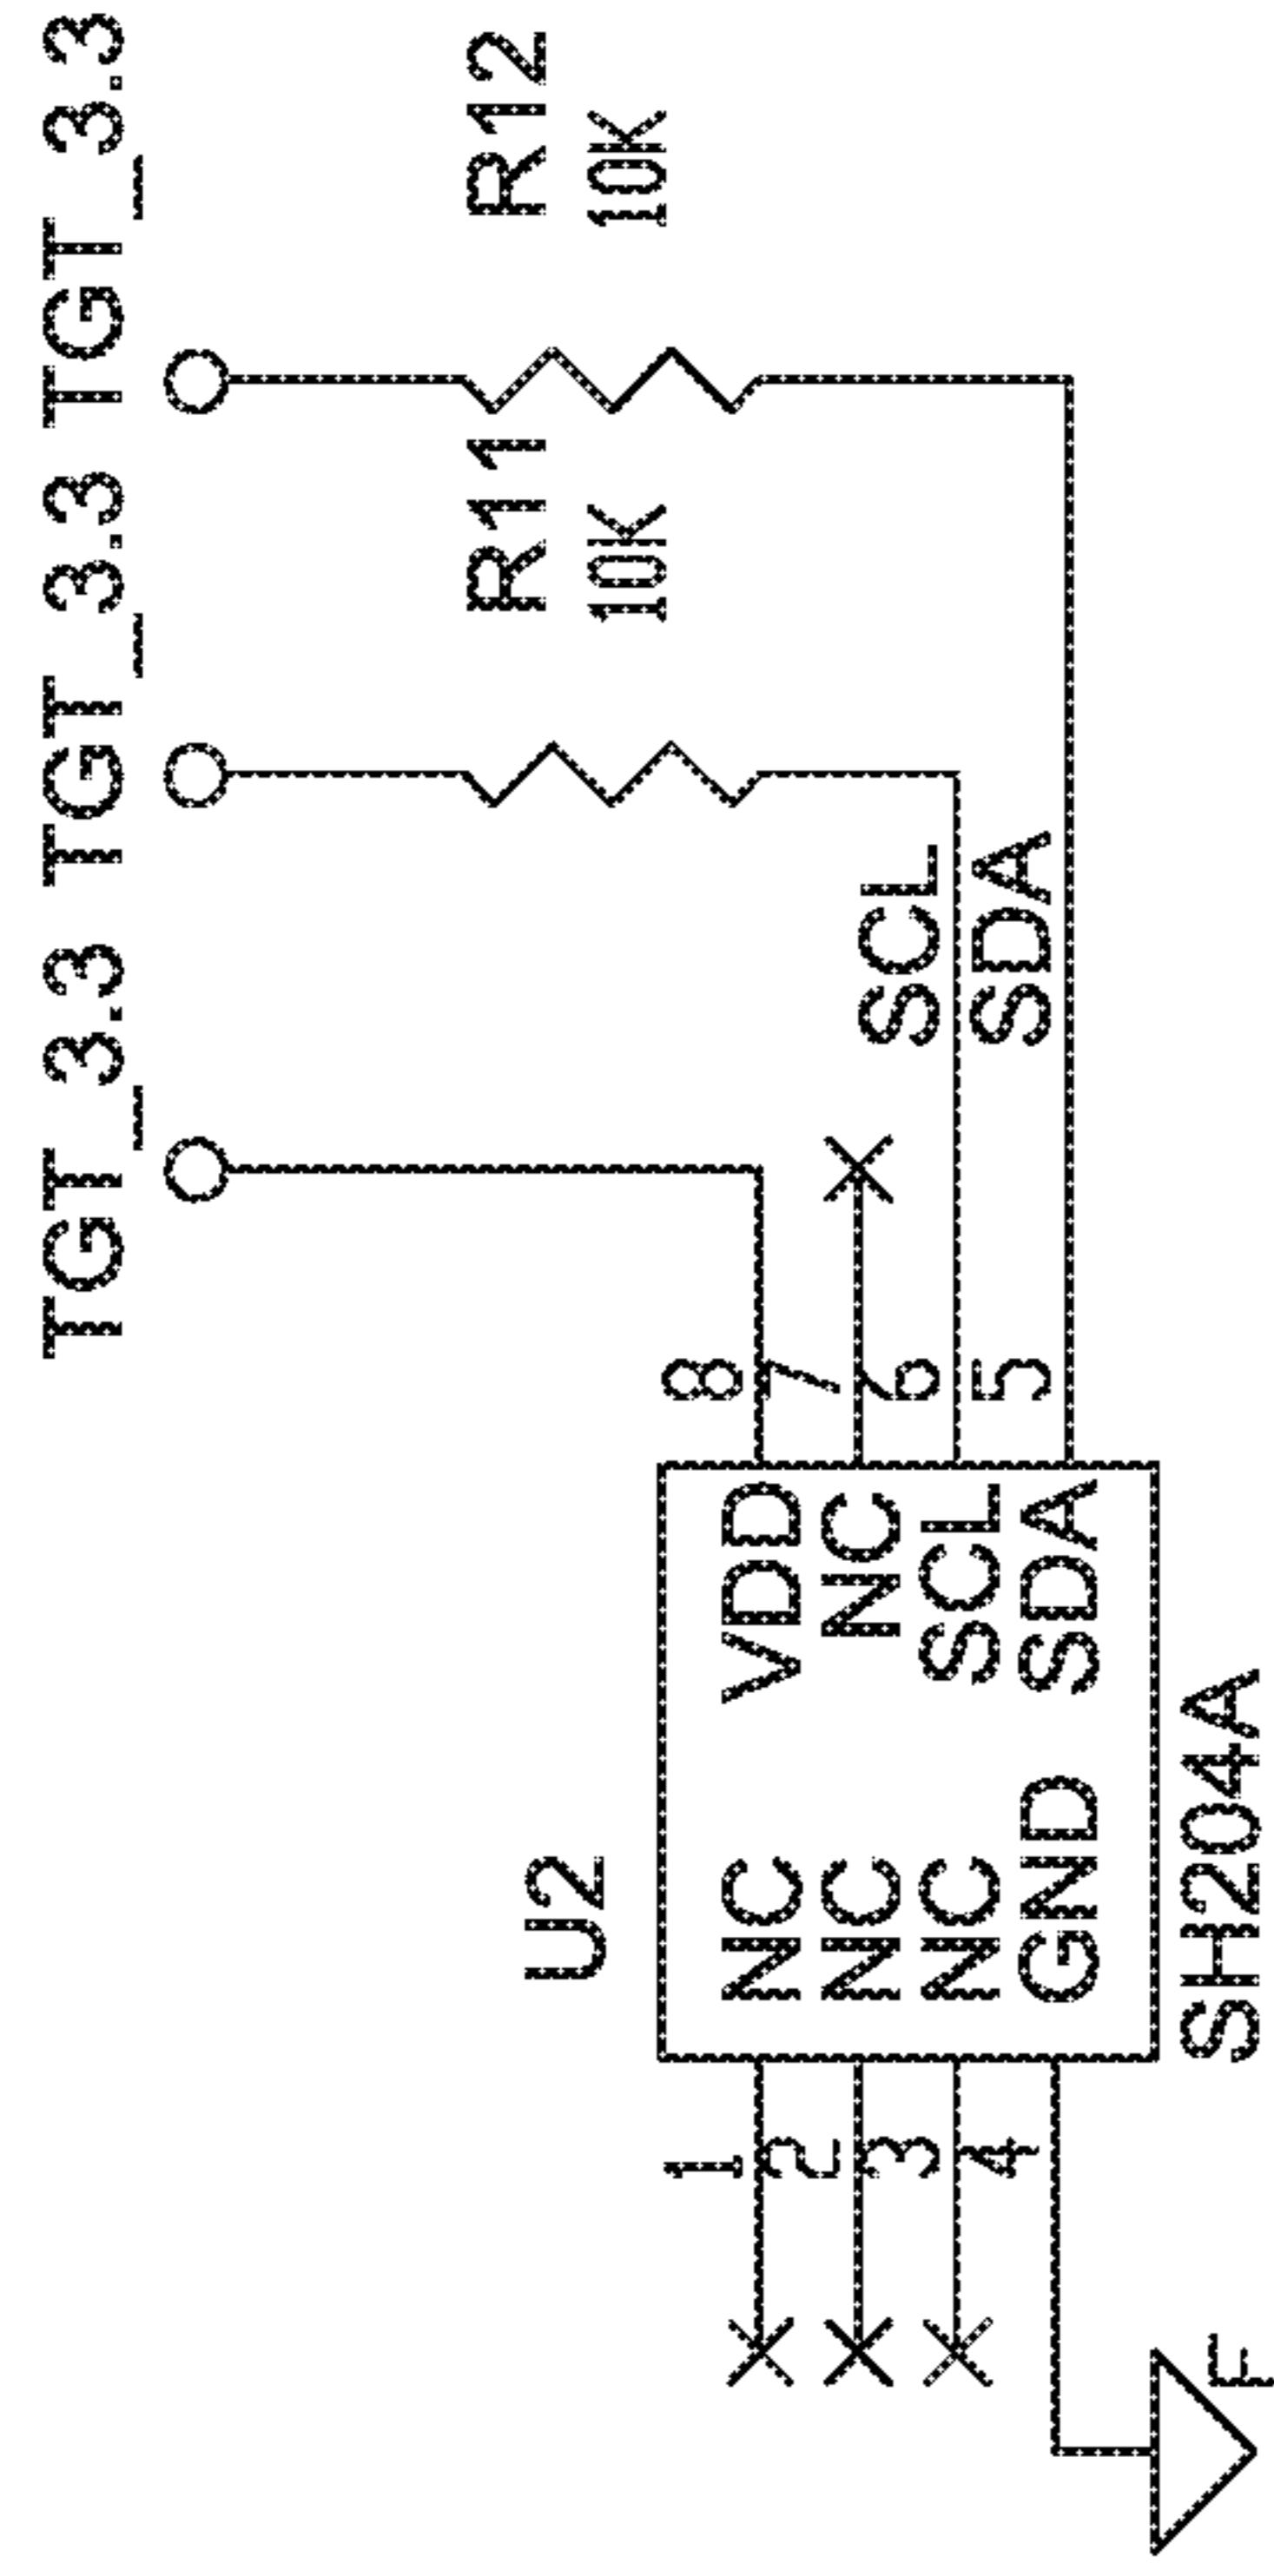 TGT_3.3 TGT_3.3 TGT_3.3
R11
10K
R12
10K
SCL
SDA
U2
1 NC VDD 8
2 NC NC 7
3 NC SCL 6
4 GND SDA 5
SH204A
F